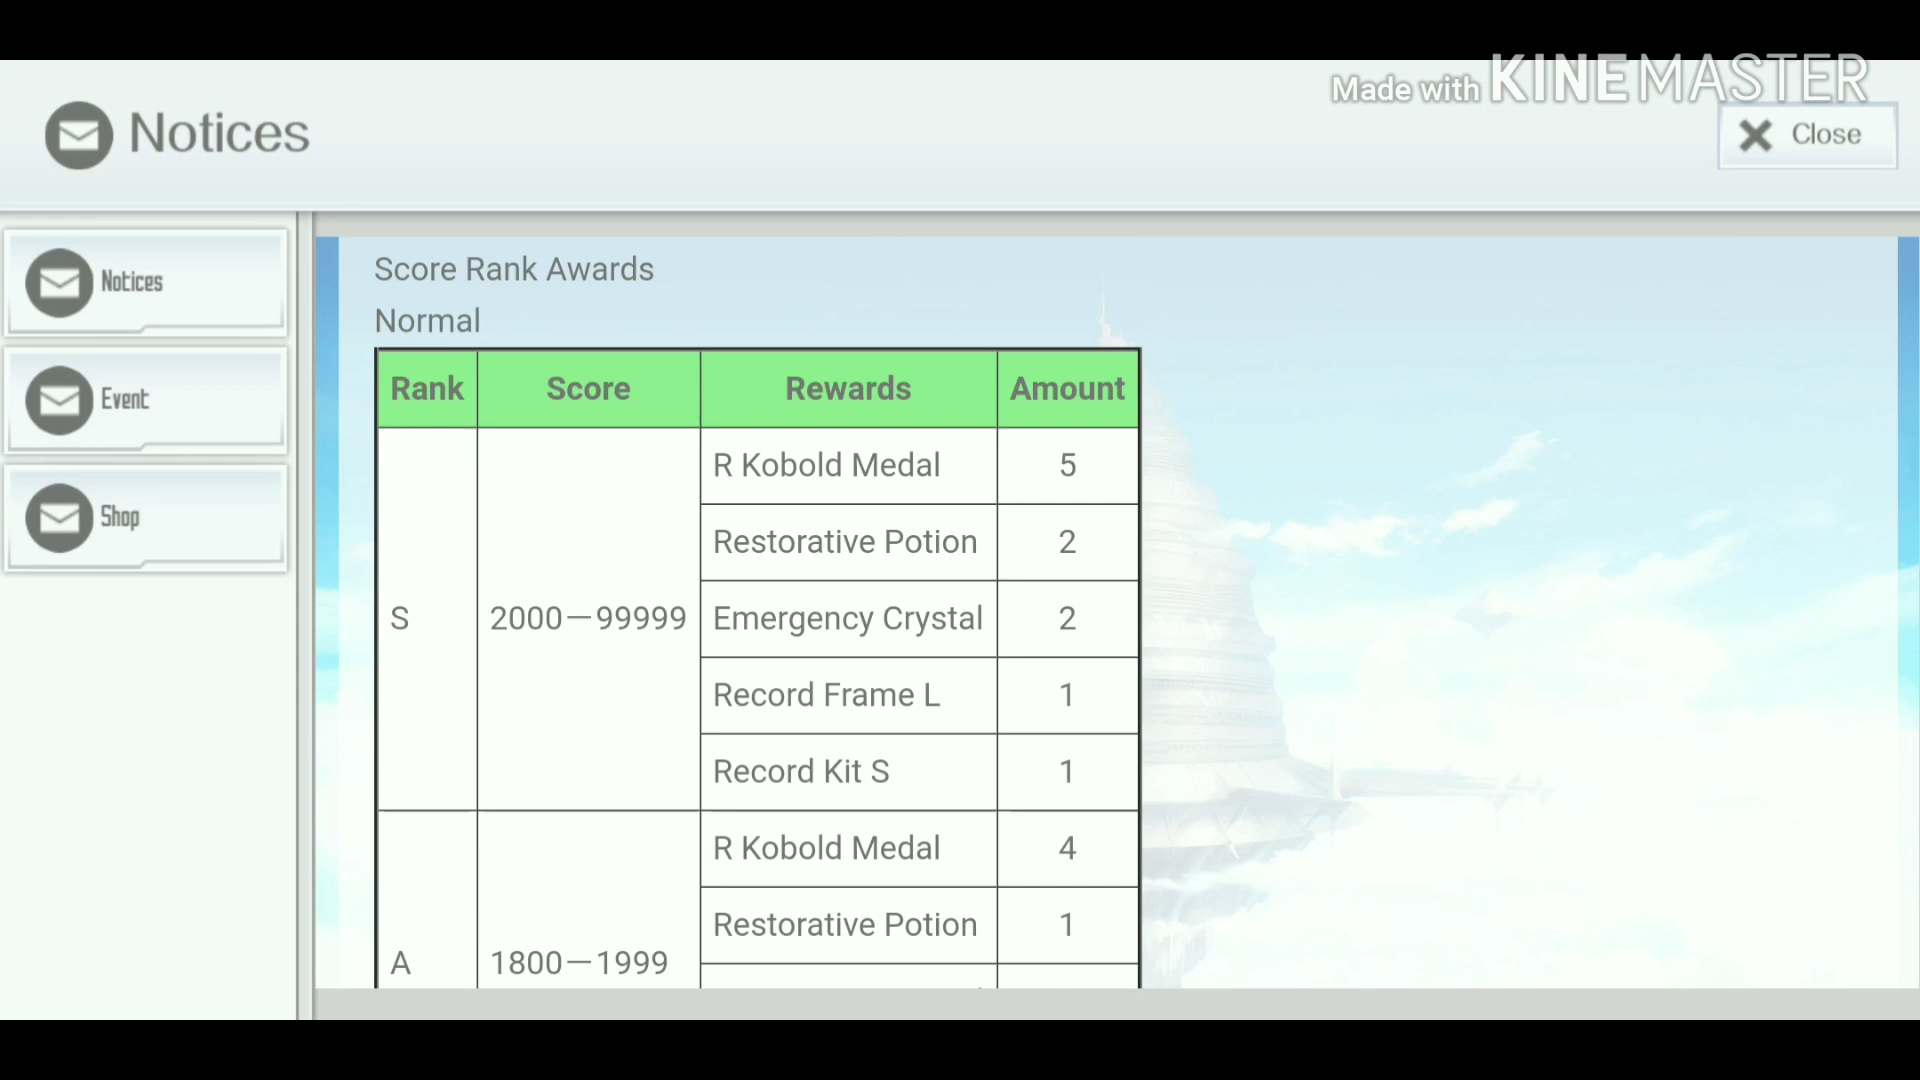 Made with KINEMASTER
Notices
Close
Notices
Event
Shop
Score Rank Awards
Normal
Rank Score Rewards Amount
R Kobold Medal 5
Restorative Potion 2
S 2000－99999 Emergency Crystal 2
Record Frame L 1
Record Kit S 1
R Kobold Medal 4
Restorative Potion 1
A 1800－1999